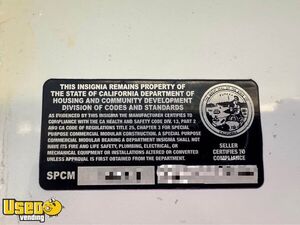 THIS INSIGNIA REMAINS PROPERTY OF
THE STATE OF CALIFORNIA DEPARTMENT OF
HOUSING AND COMMUNITY DEVELOPMENT
DIVISION OF CODES AND STANDARDS
AS EVIDENCED BY THIS INSIGNIA THE MANUFACTURER CERTIFIES TO
COMPLIANCE WITH THE CA HEALTH AND SAFETY CODE DIV. 13, PART 2
AND CA CODE OF REGULATIONS TITLE 25, CHAPTER 3 FOR SPECIAL
PURPOSE COMMERCIAL MODULAR CONSTRUCTION. A SPECIAL PURPOSE
COMMERCIAL MODULAR BEARING A DEPARTMENT INSIGNIA SHALL NOT
HAVE ITS FIRE AND LIFE SAFETY, PLUMBING, ELECTRICAL, OR
MECHANICAL EQUIPMENT OR INSTALLATIONS ALTERED OR CONVERTED
UNLESS APPROVAL IS FIRST OBTAINED FROM THE DEPARTMENT.
SELLER
CERTIFIES TO
COMPLIANCE
SPCM
Used
vending